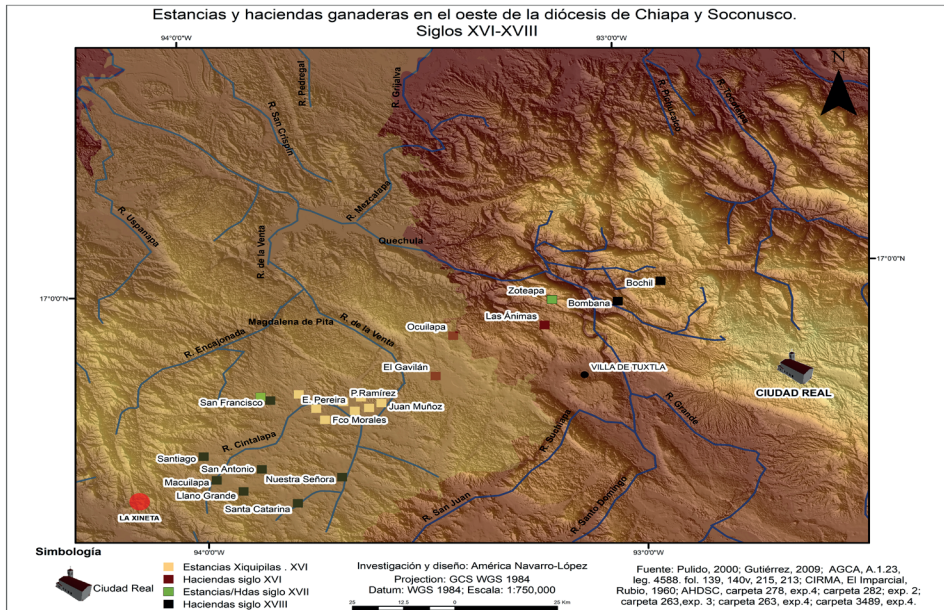 Estancias y haciendas ganaderas en el oeste de la diócesis de Chiapa y Soconusco.
Siglos XVI-XVIII
94°0'0"W
93°0'0"W
N
R. Pedregal
R. Grijalva
R. San Crispín
R. Uspanapa
R. Mezcalapa
Quechula
R. de la Venta
17°0'0"N
17°0'0"N
Bochil
Zoteapa
Bombana
Las Ánimas
Magdalena de Pita
R. de la Venta
Ocuilapa
R. Encajonada
El Gavilán
VILLA DE TUXTLA
CIUDAD REAL
P.Ramírez
San Francisco
E. Pereira
Juan Muñoz
Fco Morales
R. Grande
R. Suchiapa
R. Cintalapa
Santiago
San Antonio
Nuestra Señora
Macuilapa
Llano Grande
Santa Catarina
R. San Juan
R. Santo Domingo
LA XINETA
94°0'0"W
93°0'0"W
Simbología
Ciudad Real
Estancias Xiquipilas . XVI
Haciendas siglo XVI
Estancias/Hdas siglo XVII
Haciendas siglo XVIII
Investigación y diseño: América Navarro-López
Projection: GCS WGS 1984
Datum: WGS 1984; Escala: 1:750,000
25 12.5 0 25 Km
Fuente: Pulido, 2000; Gutiérrez, 2009; AGCA, A.1.23,
leg. 4588. fol. 139, 140v, 215, 213; CIRMA, El Imparcial,
Rubio, 1960; AHDSC, carpeta 278, exp.4; carpeta 282; exp. 2;
carpeta 263,exp. 3; carpeta 263, exp.4; carpeta 3489, exp.4.